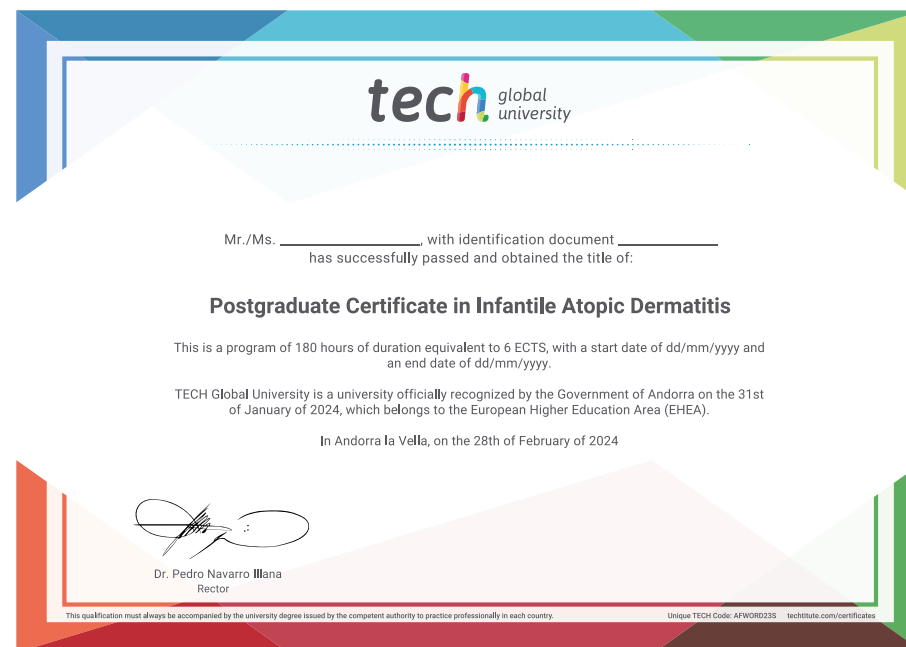 tech global
university
Mr./Ms. ____________, with identification document ____________
has successfully passed and obtained the title of:
Postgraduate Certificate in Infantile Atopic Dermatitis
This is a program of 180 hours of duration equivalent to 6 ECTS, with a start date of dd/mm/yyyy and
an end date of dd/mm/yyyy.
TECH Global University is a university officially recognized by the Government of Andorra on the 31st
of January of 2024, which belongs to the European Higher Education Area (EHEA).
In Andorra la Vella, on the 28th of February of 2024
Dr. Pedro Navarro Illana
Rector
This qualification must always be accompanied by the university degree issued by the competent authority to practice professionally in each country.
Unique TECH Code: AFWORD23S techtitute.com/certificates